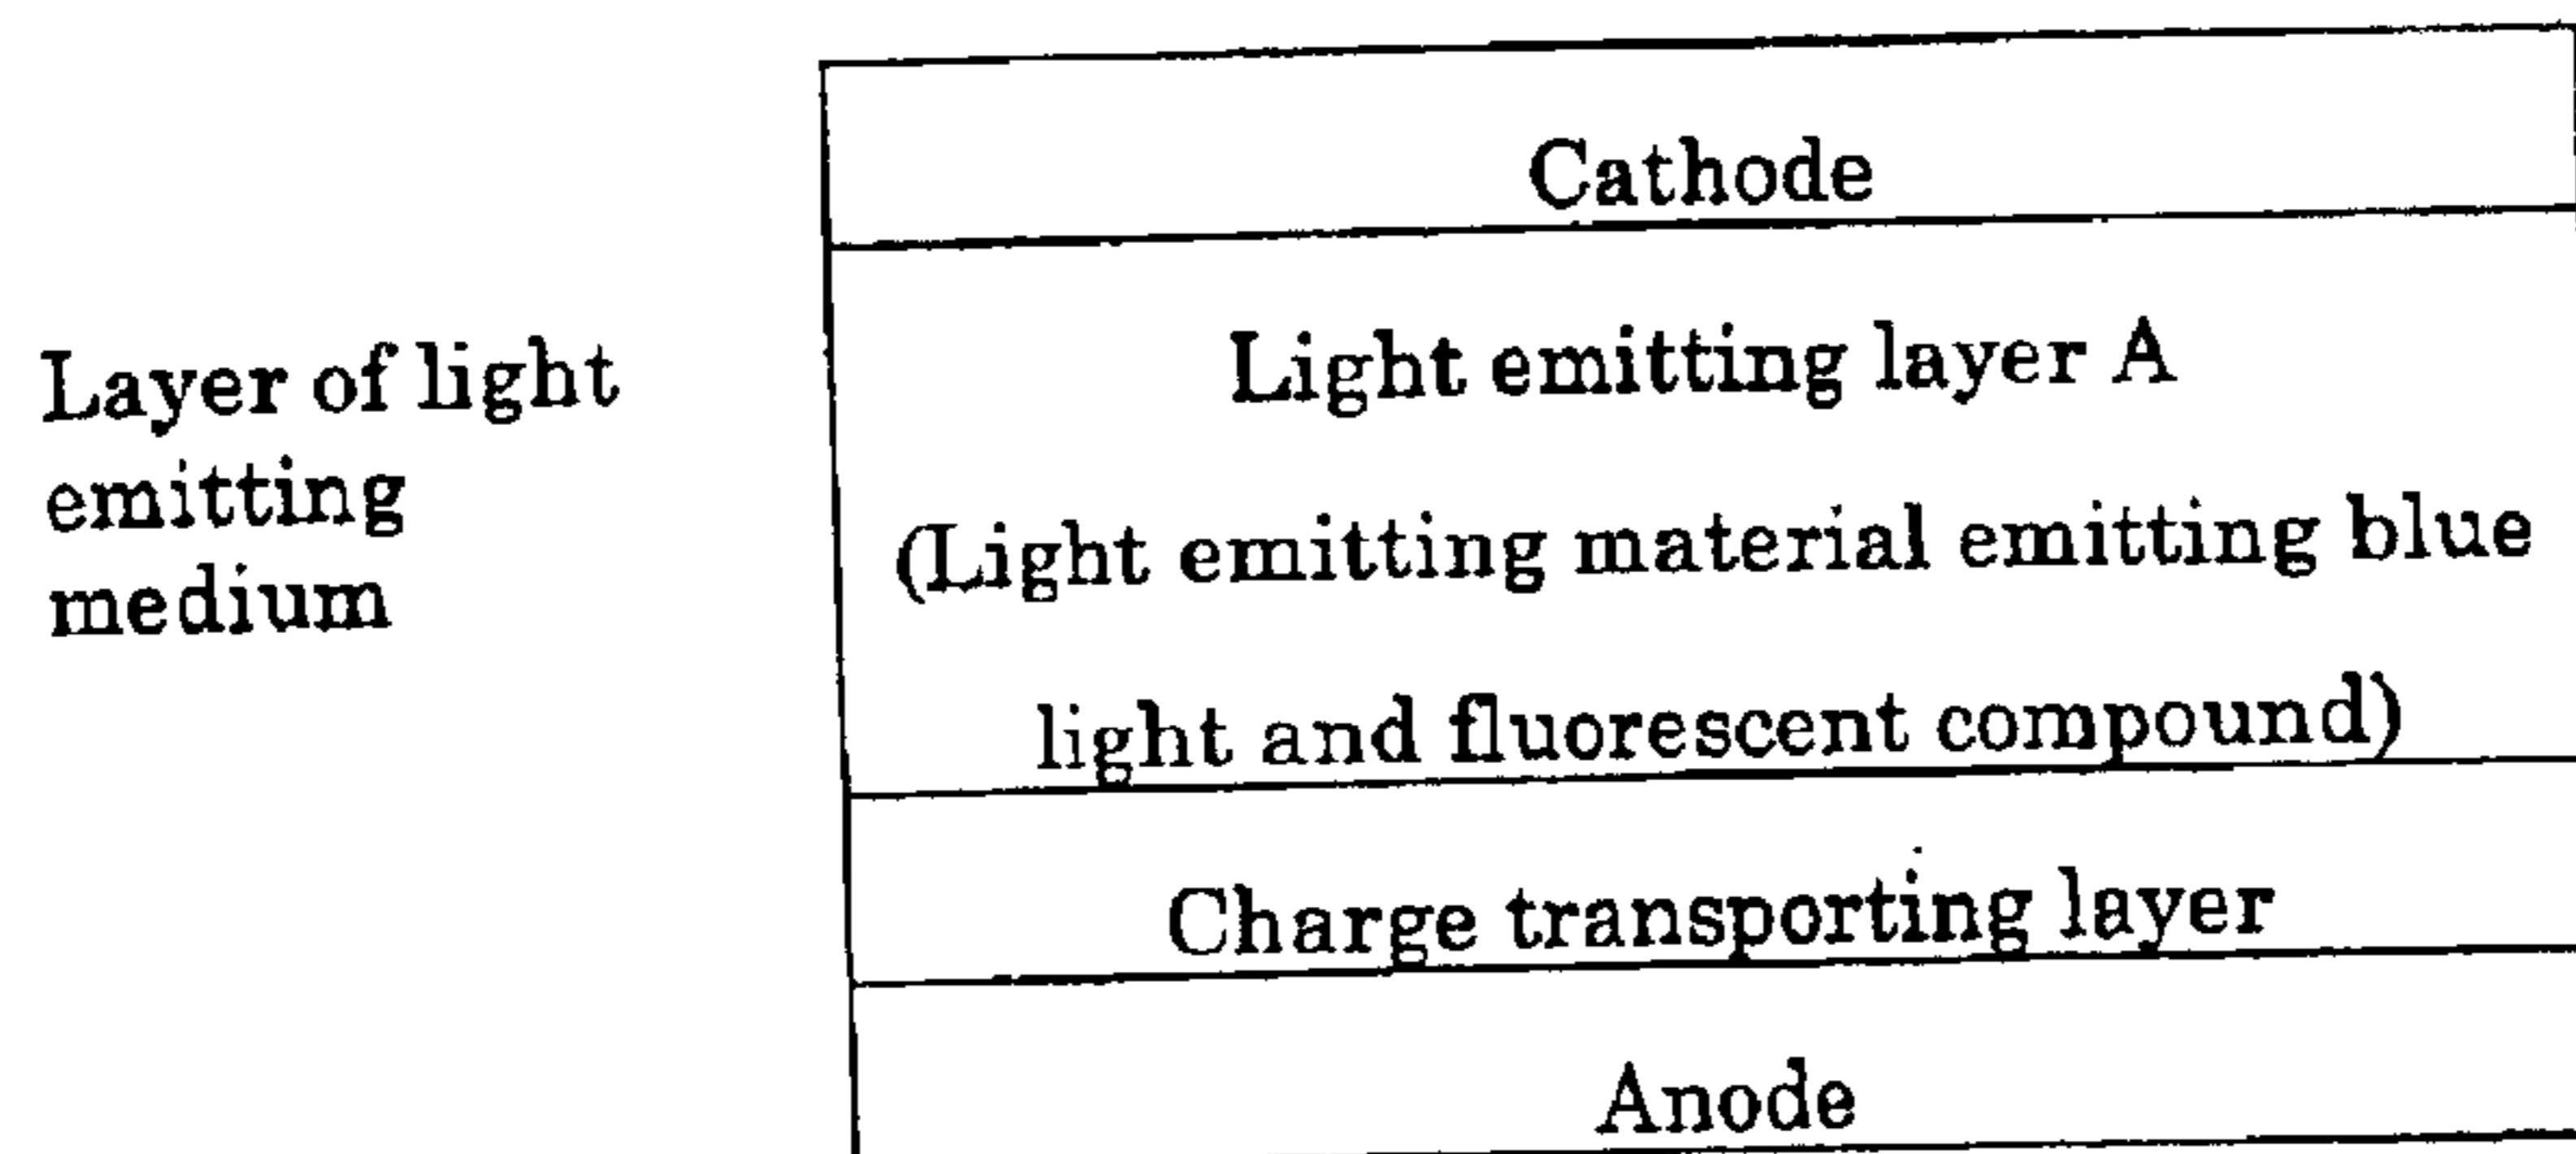 Cathode
Layer of light
emitting
medium
Light emitting layer A
(Light emitting material emitting blue
light and fluorescent compound)
Charge transporting layer
Anode